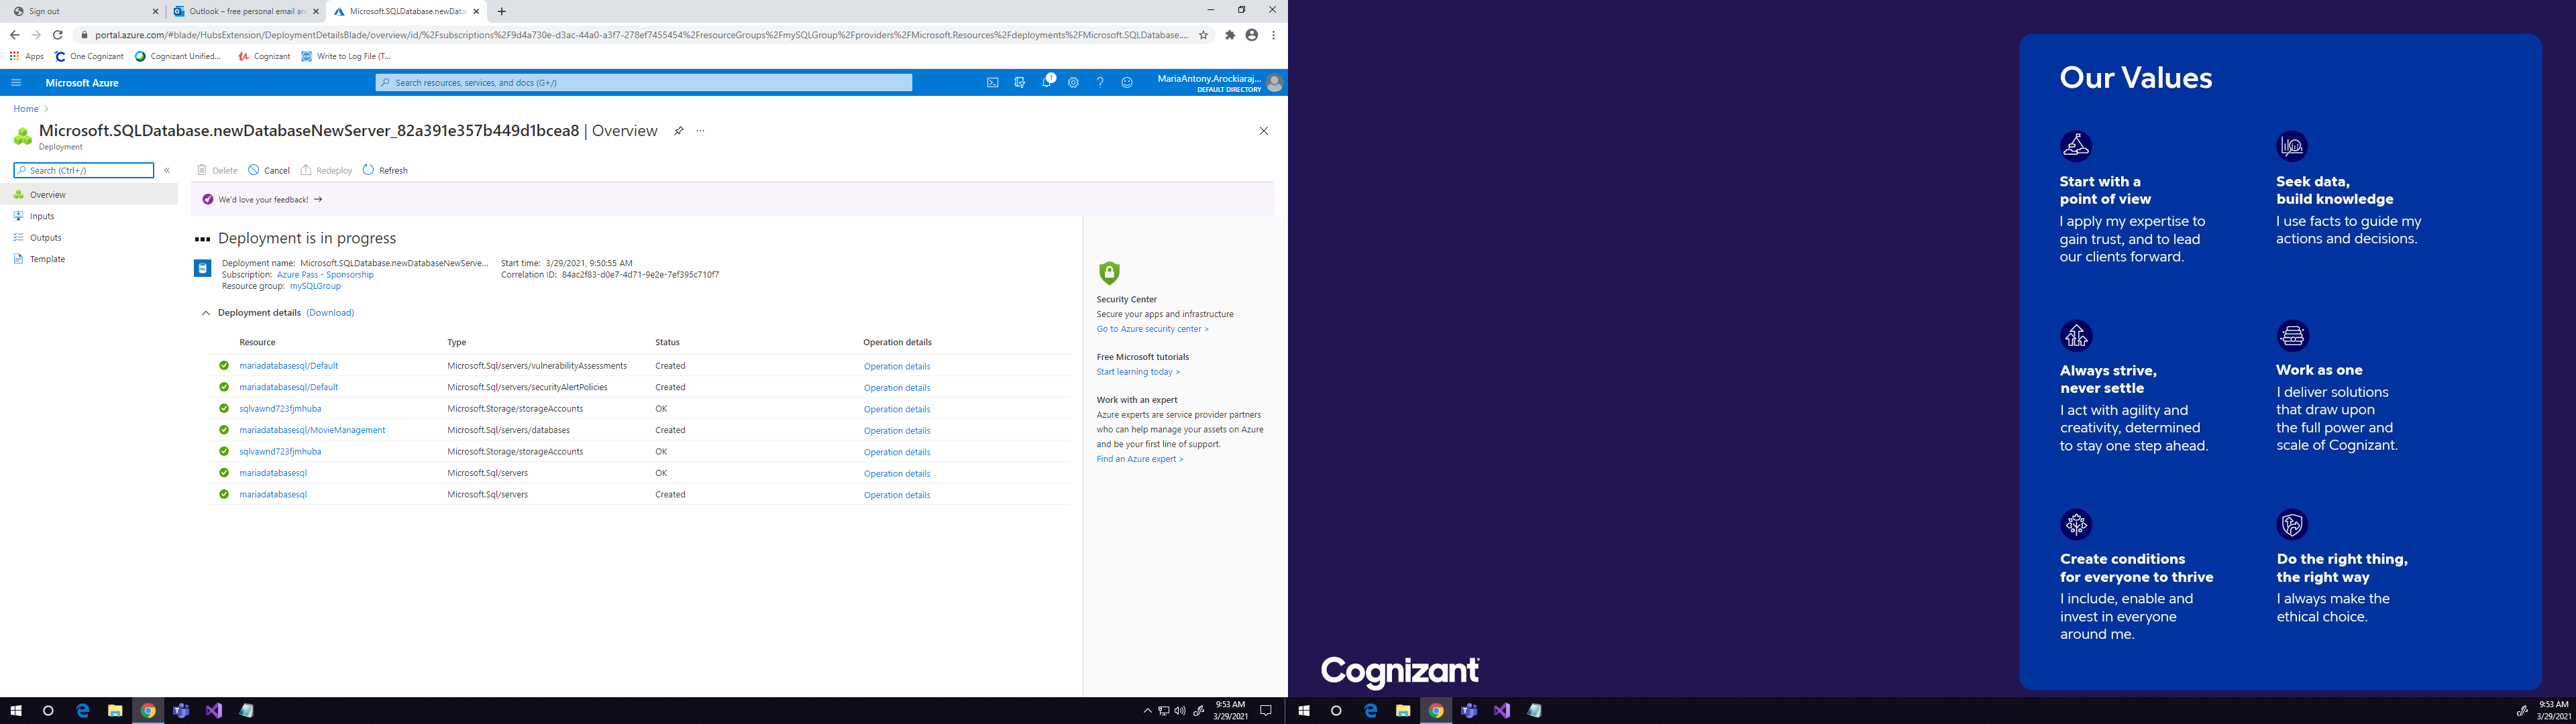 Sign out
Outlook – free personal email an
Microsoft.SQLDatabase.newData
portal.azure.com/#blade/HubsExtension/DeploymentDetailsBlade/overview/id/%2Fsubscriptions%2F9d4a730e-d3ac-44a0-a3f7-278ef7455454%2FresourceGroups%2FmySQLGroup%2Fproviders%2FMicrosoft.Resources%2Fdeployments%2FMicrosoft.SQLDatabase....
Apps One Cognizant Cognizant Unified... Cognizant Write to Log File (T...
Microsoft Azure
Search resources, services, and docs (G+/)
1
MariaAntony.Arockiaraj...
DEFAULT DIRECTORY
Home
Microsoft.SQLDatabase.newDatabaseNewServer_82a391e357b449d1bcea8 | Overview
Deployment
Search (Ctrl+/)
Delete Cancel Redeploy Refresh
Overview
Inputs
Outputs
Template
We'd love your feedback!
Deployment is in progress
Deployment name: Microsoft.SQLDatabase.newDatabaseNewServe... Start time: 3/29/2021, 9:50:55 AM
Subscription: Azure Pass - Sponsorship Correlation ID: 84ac2f83-d0e7-4d71-9e2e-7ef395c710f7
Resource group: mySQLGroup
Deployment details (Download)
Resource Type Status Operation details
mariadatabasesql/Default Microsoft.Sql/servers/vulnerabilityAssessments Created Operation details
mariadatabasesql/Default Microsoft.Sql/servers/securityAlertPolicies Created Operation details
sqlvawnd723fjmhuba Microsoft.Storage/storageAccounts OK Operation details
mariadatabasesql/MovieManagement Microsoft.Sql/servers/databases Created Operation details
sqlvawnd723fjmhuba Microsoft.Storage/storageAccounts OK Operation details
mariadatabasesql Microsoft.Sql/servers OK Operation details
mariadatabasesql Microsoft.Sql/servers Created Operation details
Security Center
Secure your apps and infrastructure
Go to Azure security center >
Free Microsoft tutorials
Start learning today >
Work with an expert
Azure experts are service provider partners
who can help manage your assets on Azure
and be your first line of support.
Find an Azure expert >
9:53 AM
3/29/2021
Our Values
Start with a
point of view
I apply my expertise to
gain trust, and to lead
our clients forward.
Seek data,
build knowledge
I use facts to guide my
actions and decisions.
Always strive,
never settle
I act with agility and
creativity, determined
to stay one step ahead.
Work as one
I deliver solutions
that draw upon
the full power and
scale of Cognizant.
Create conditions
for everyone to thrive
I include, enable and
invest in everyone
around me.
Do the right thing,
the right way
I always make the
ethical choice.
Cognizant
9:53 AM
3/29/2021